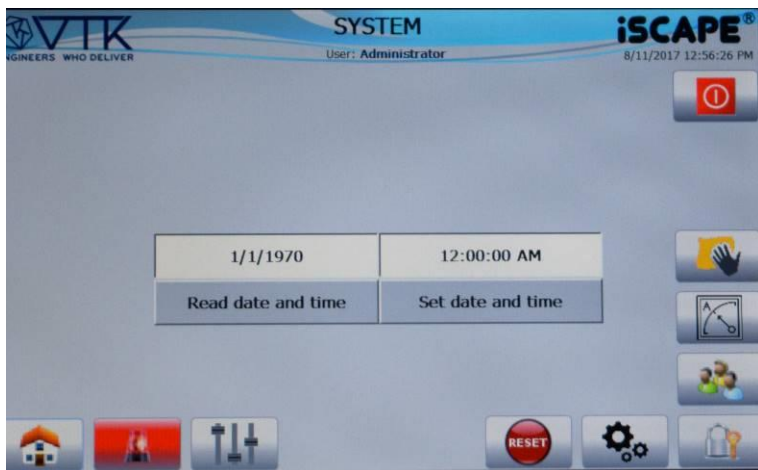 VTK
SYSTEM
iSCAPE®
NGINEERS WHO DELIVER
User: Administrator
8/11/2017 12:56:26 PM
1/1/1970
12:00:00 AM
Read date and time
Set date and time
A
RESET